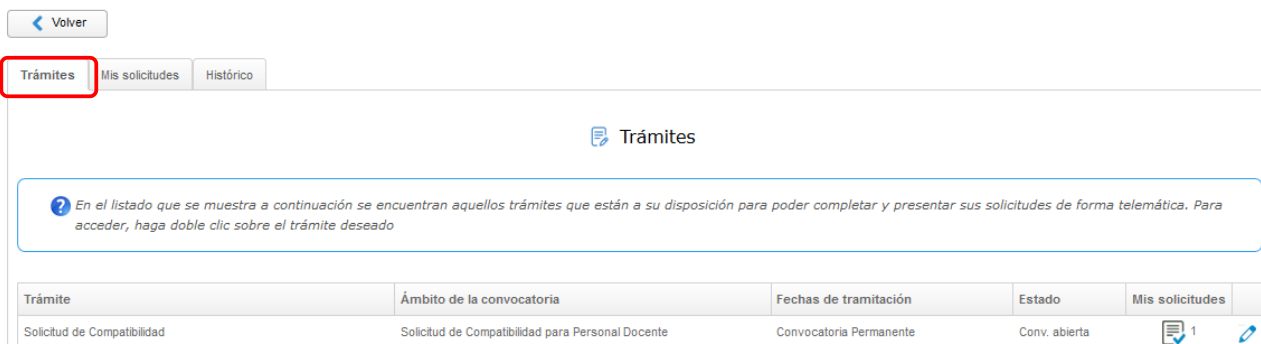 Volver
Trámites Mis solicitudes Histórico
Trámites
En el listado que se muestra a continuación se encuentran aquellos trámites que están a su disposición para poder completar y presentar sus solicitudes de forma telemática. Para
acceder, haga doble clic sobre el trámite deseado
Trámite Ámbito de la convocatoria Fechas de tramitación Estado Mis solicitudes
Solicitud de Compatibilidad Solicitud de Compatibilidad para Personal Docente Convocatoria Permanente Conv. abierta 1